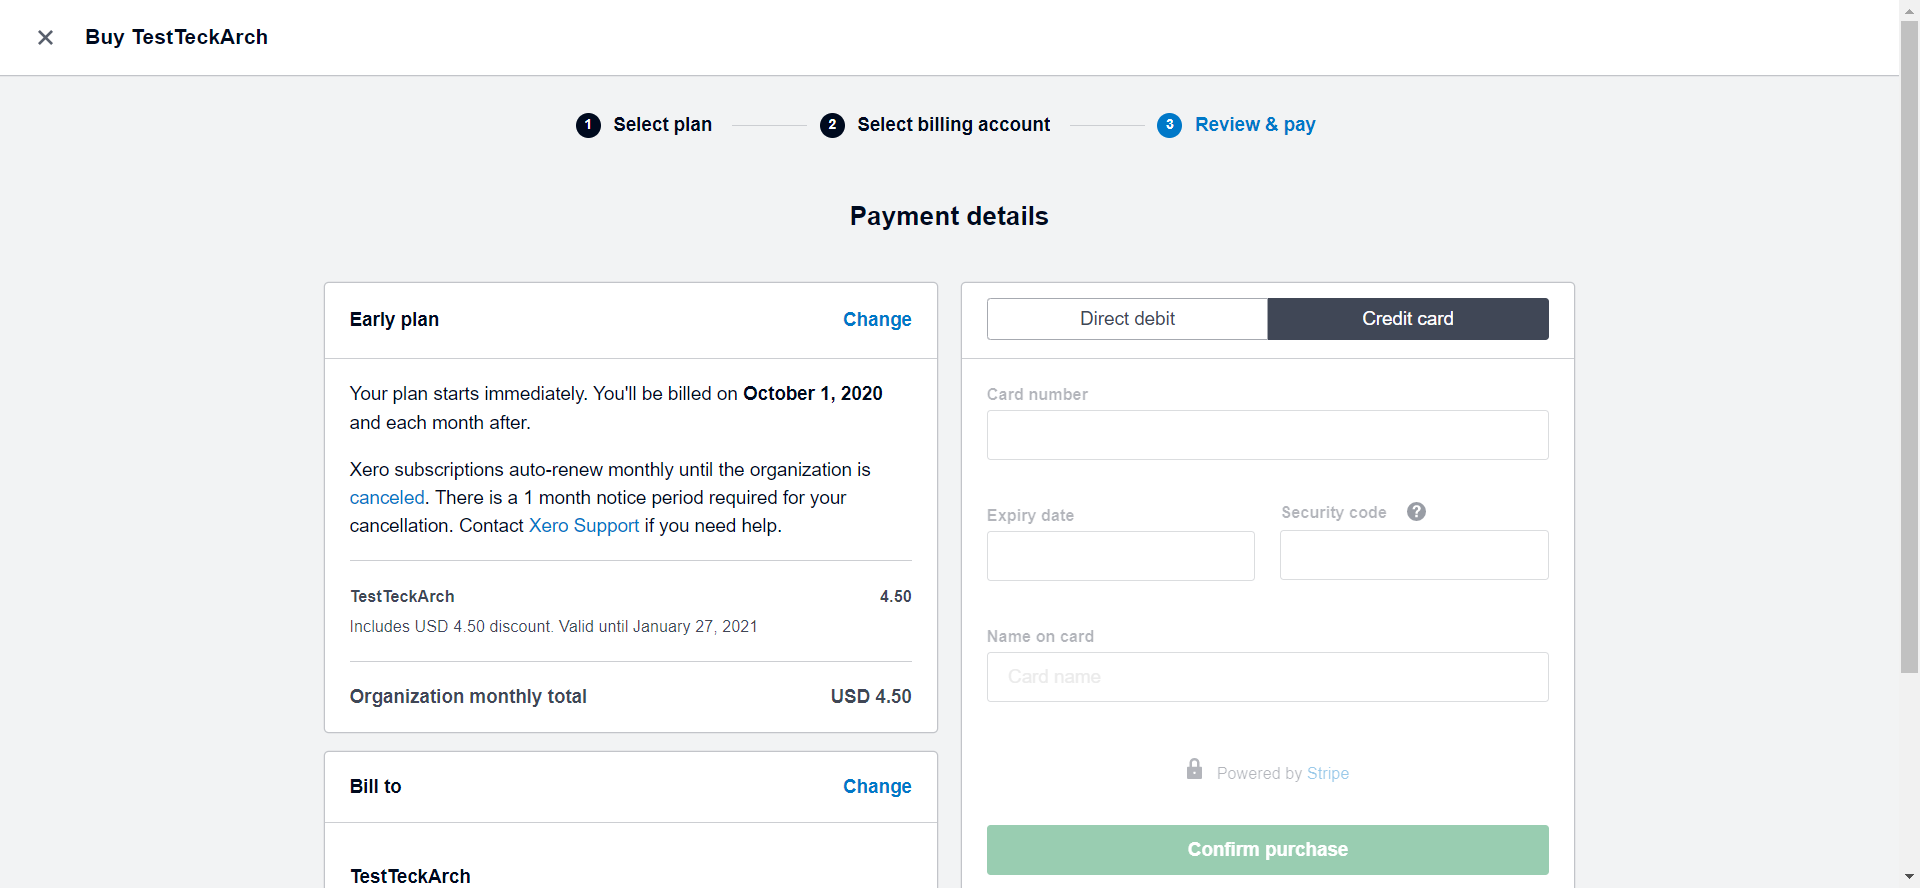 Buy TestTeckArch
1 Select plan
2 Select billing account
3 Review & pay
Payment details
Early plan
Change
Your plan starts immediately. You'll be billed on October 1, 2020
and each month after.
Xero subscriptions auto-renew monthly until the organization is
canceled. There is a 1 month notice period required for your
cancellation. Contact Xero Support if you need help.
TestTeckArch 4.50
Includes USD 4.50 discount. Valid until January 27, 2021
Organization monthly total USD 4.50
Bill to
Change
TestTeckArch
Direct debit
Credit card
Card number
Expiry date
Security code ?
Name on card
Card name
Powered by Stripe
Confirm purchase